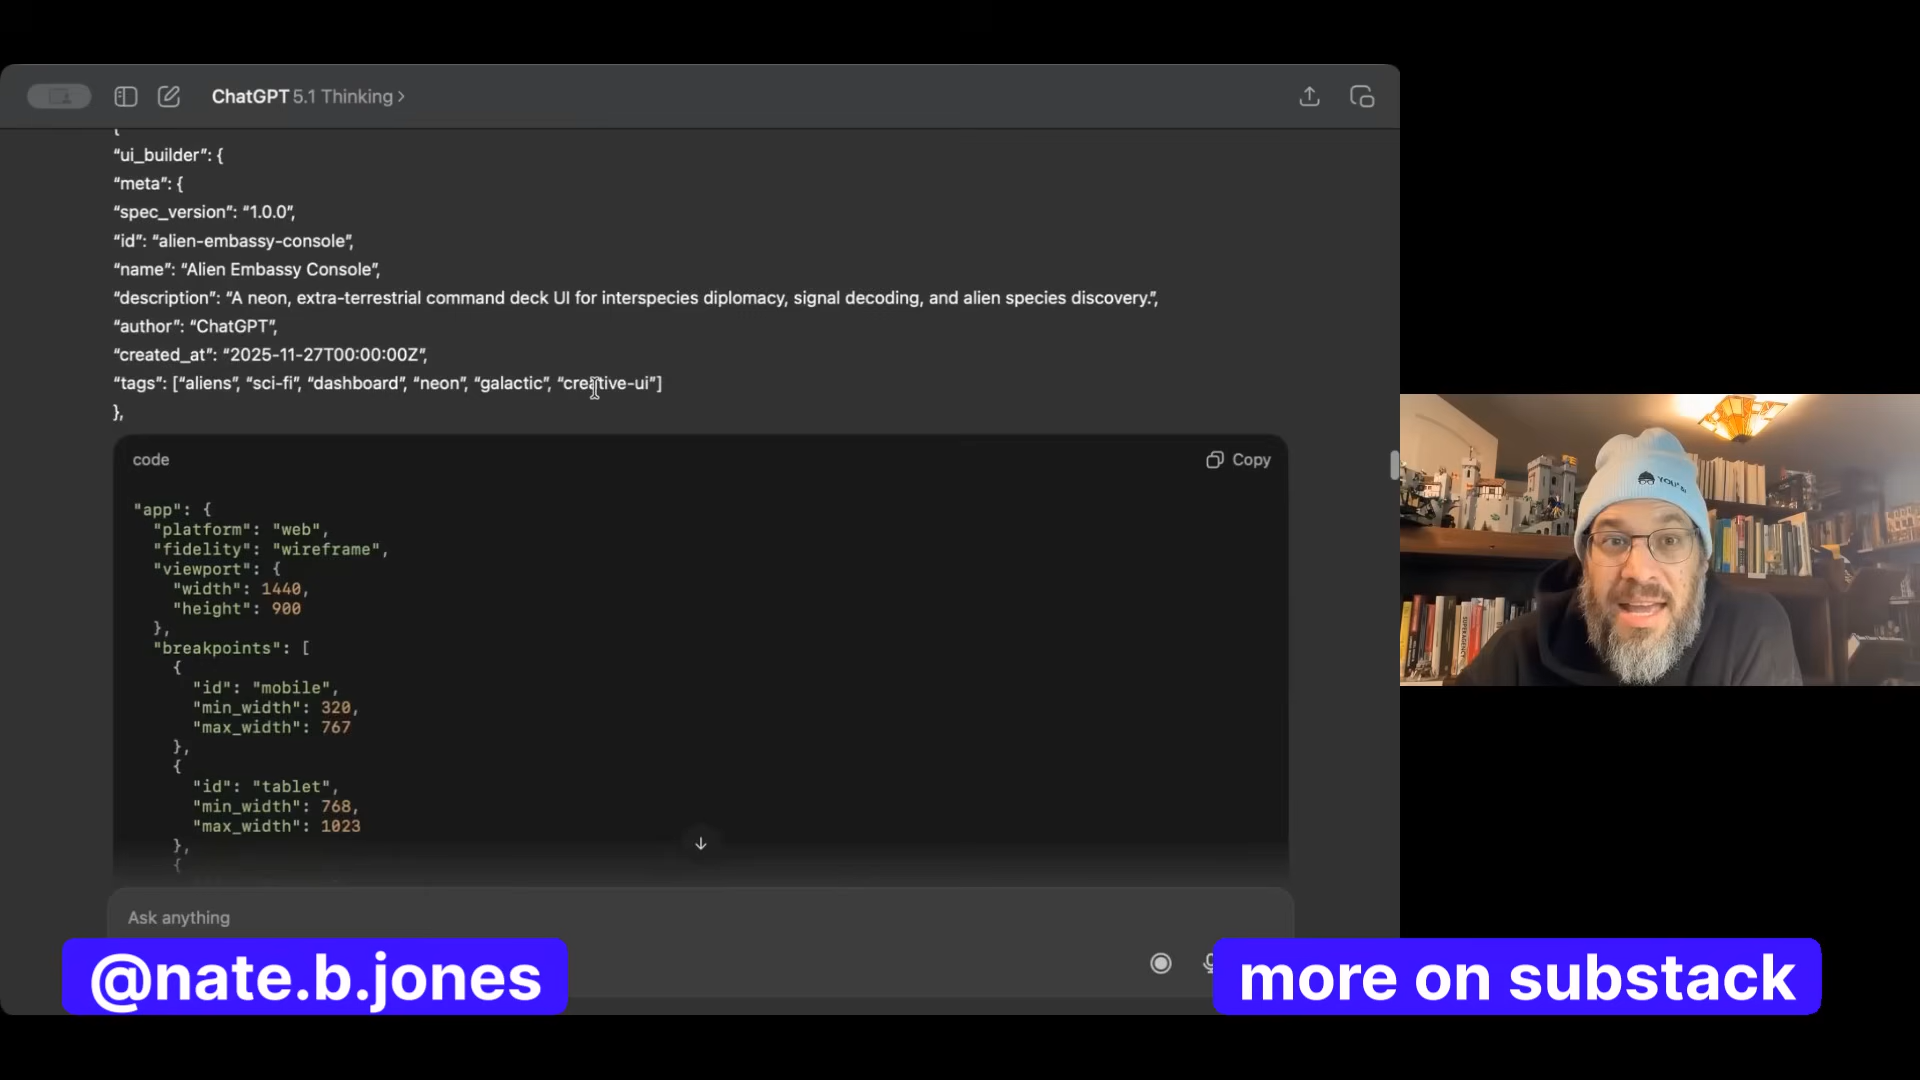 ChatGPT 5.1 Thinking >
{
“ui_builder”: {
“meta”: {
“spec_version”: “1.0.0”,
“id”: “alien-embassy-console”,
“name”: “Alien Embassy Console”,
“description”: “A neon, extra-terrestrial command deck UI for interspecies diplomacy, signal decoding, and alien species discovery.”,
“author”: “ChatGPT”,
“created_at”: “2025-11-27T00:00:00Z”,
“tags”: [“aliens”, “sci-fi”, “dashboard”, “neon”, “galactic”, “creative-ui”]
},
code
Copy
"app": {
"platform": "web",
"fidelity": "wireframe",
"viewport": {
"width": 1440,
"height": 900
},
"breakpoints": [
{
"id": "mobile",
"min_width": 320,
"max_width": 767
},
{
"id": "tablet",
"min_width": 768,
"max_width": 1023
},
{
Ask anything
@nate.b.jones
more on substack
SUPERAGENCY